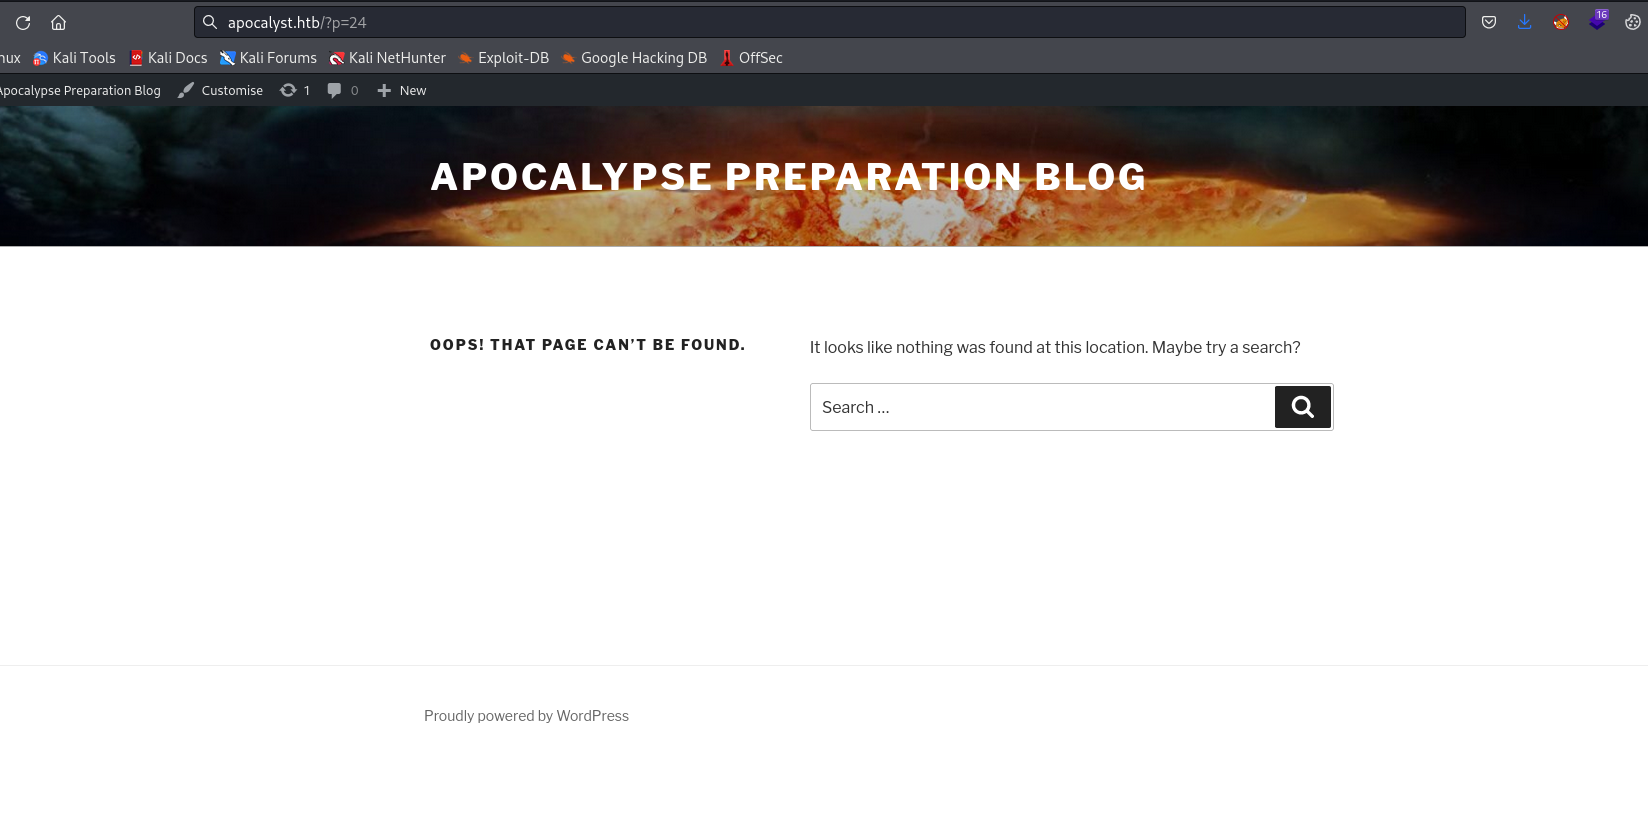 apocalyst.htb/?p=24
16
nux Kali Tools Kali Docs Kali Forums Kali NetHunter Exploit-DB Google Hacking DB OffSec
Apocalypse Preparation Blog Customise 1 0 New
APOCALYPSE PREPARATION BLOG
OOPS! THAT PAGE CAN’T BE FOUND.
It looks like nothing was found at this location. Maybe try a search?
Search …
Proudly powered by WordPress